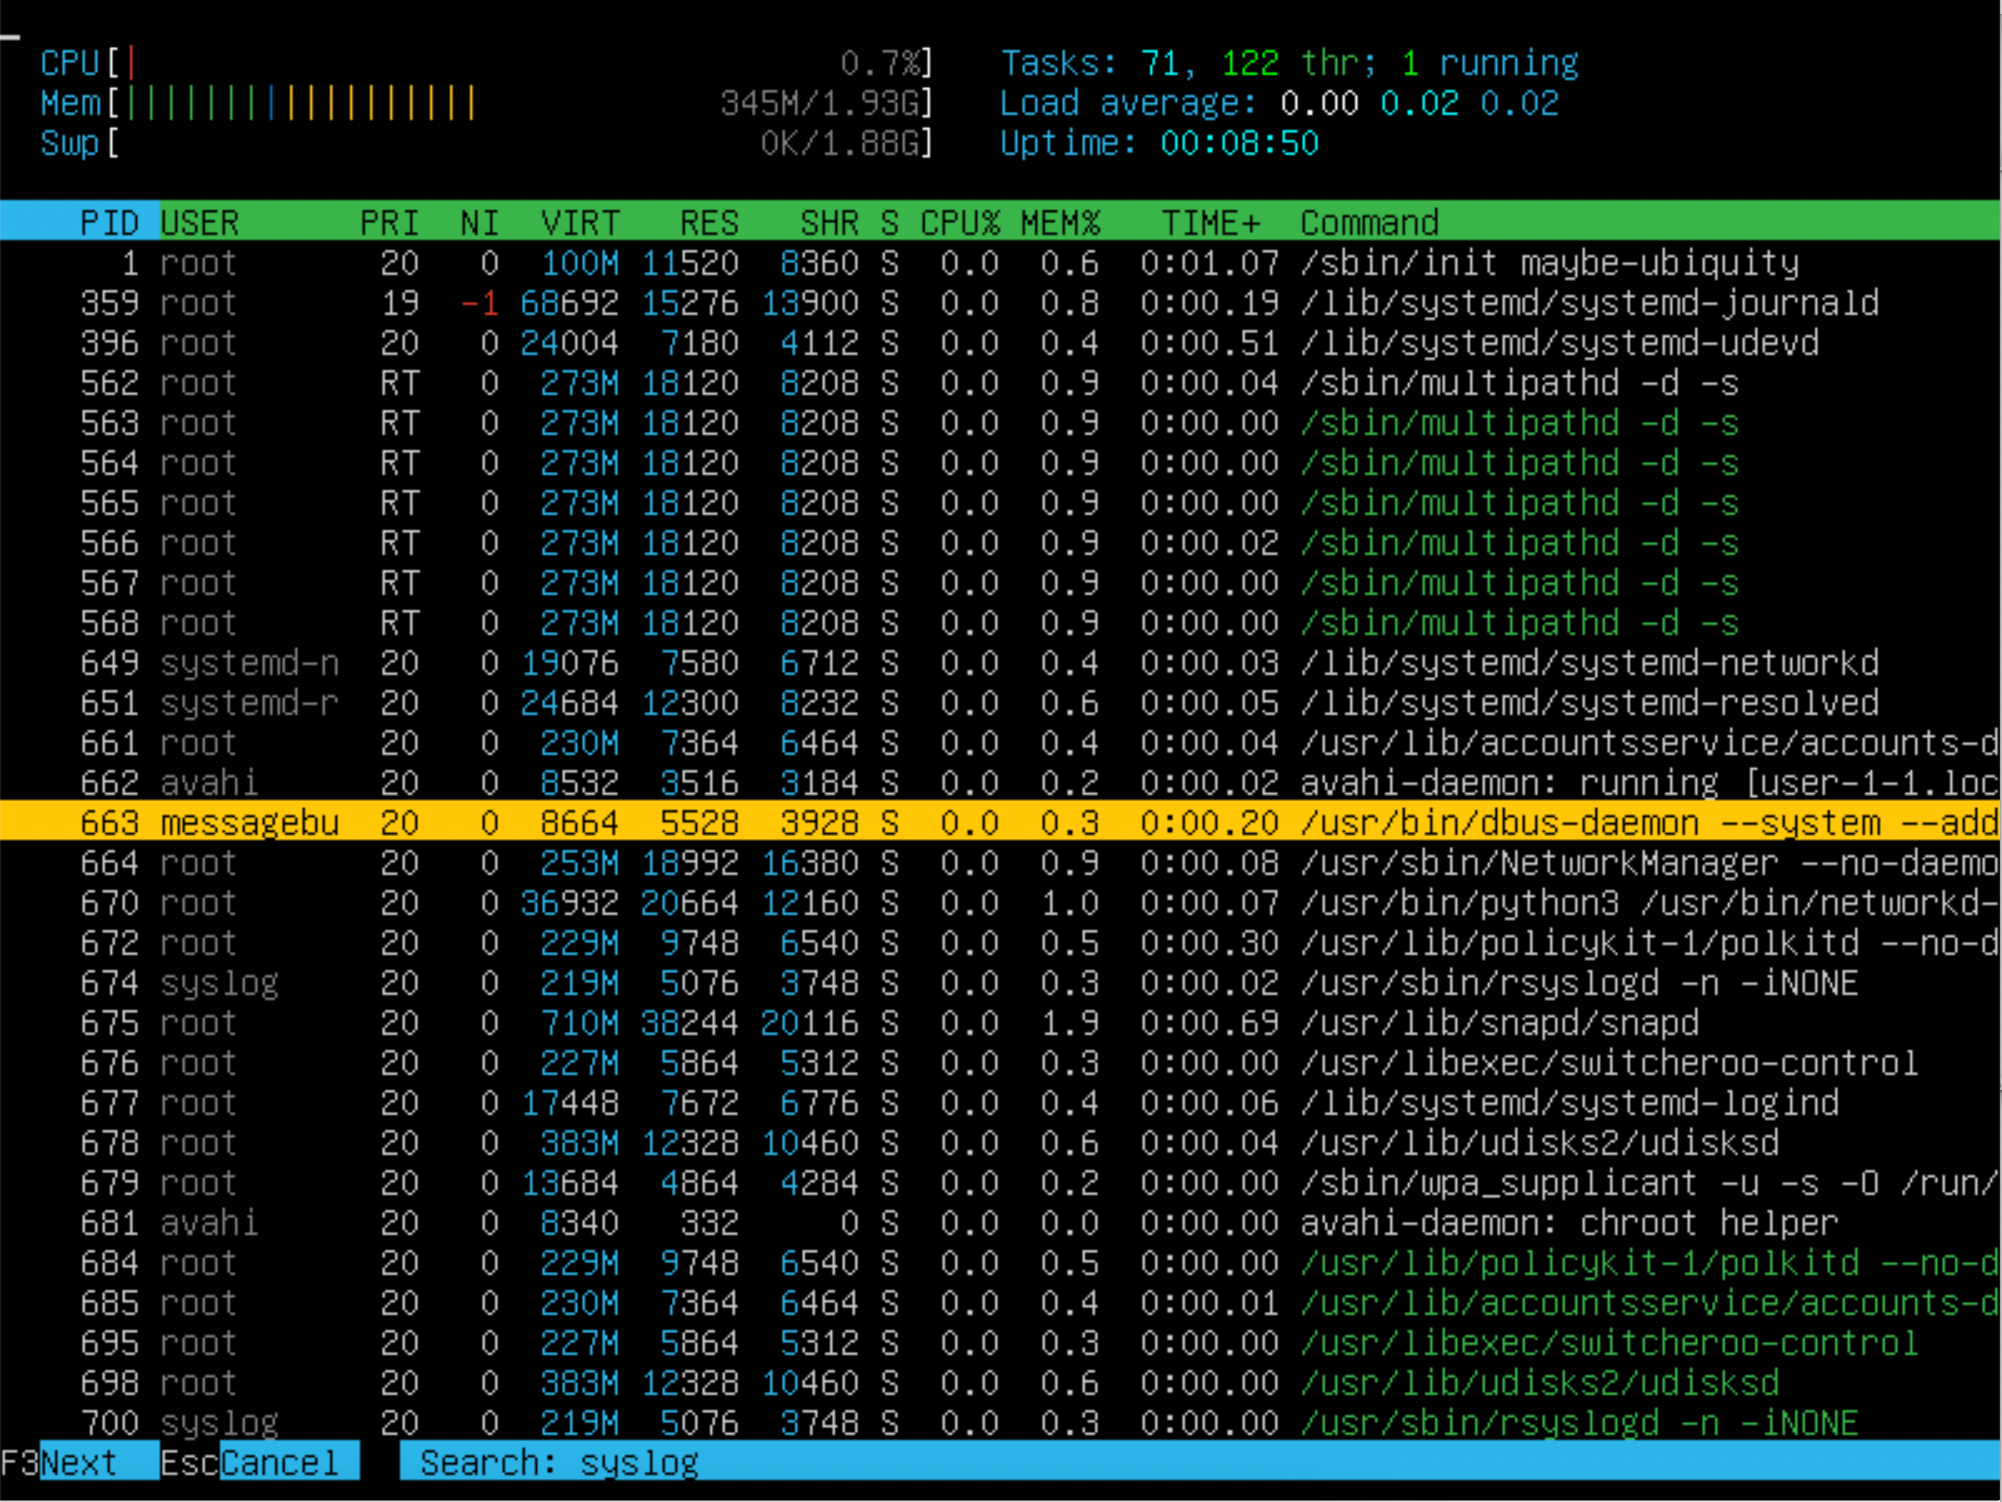 CPU[| 0.7%] Tasks: 71, 122 thr; 1 running
Mem[|||||||||||||||||| 345M/1.93G] Load average: 0.00 0.02 0.02
Swp[ 0K/1.88G] Uptime: 00:08:50
PID USER PRI NI VIRT RES SHR S CPU% MEM% TIME+ Command
1 root 20 0 100M 11520 8360 S 0.0 0.6 0:01.07 /sbin/init maybe-ubiquity
359 root 19 -1 68692 15276 13900 S 0.0 0.8 0:00.19 /lib/systemd/systemd-journald
396 root 20 0 24004 7180 4112 S 0.0 0.4 0:00.51 /lib/systemd/systemd-udevd
562 root RT 0 273M 18120 8208 S 0.0 0.9 0:00.04 /sbin/multipathd -d -s
563 root RT 0 273M 18120 8208 S 0.0 0.9 0:00.00 /sbin/multipathd -d -s
564 root RT 0 273M 18120 8208 S 0.0 0.9 0:00.00 /sbin/multipathd -d -s
565 root RT 0 273M 18120 8208 S 0.0 0.9 0:00.00 /sbin/multipathd -d -s
566 root RT 0 273M 18120 8208 S 0.0 0.9 0:00.02 /sbin/multipathd -d -s
567 root RT 0 273M 18120 8208 S 0.0 0.9 0:00.00 /sbin/multipathd -d -s
568 root RT 0 273M 18120 8208 S 0.0 0.9 0:00.00 /sbin/multipathd -d -s
649 systemd-n 20 0 19076 7580 6712 S 0.0 0.4 0:00.03 /lib/systemd/systemd-networkd
651 systemd-r 20 0 24684 12300 8232 S 0.0 0.6 0:00.05 /lib/systemd/systemd-resolved
661 root 20 0 230M 7364 6464 S 0.0 0.4 0:00.04 /usr/lib/accountsservice/accounts-d
662 avahi 20 0 8532 3516 3184 S 0.0 0.2 0:00.02 avahi-daemon: running [user-1-1.loc
663 messagebu 20 0 8664 5528 3928 S 0.0 0.3 0:00.20 /usr/bin/dbus-daemon --system --add
664 root 20 0 253M 18992 16380 S 0.0 0.9 0:00.08 /usr/sbin/NetworkManager --no-daemo
670 root 20 0 36932 20664 12160 S 0.0 1.0 0:00.07 /usr/bin/python3 /usr/bin/networkd-
672 root 20 0 229M 9748 6540 S 0.0 0.5 0:00.30 /usr/lib/policykit-1/polkitd --no-d
674 syslog 20 0 219M 5076 3748 S 0.0 0.3 0:00.02 /usr/sbin/rsyslogd -n -iNONE
675 root 20 0 710M 38244 20116 S 0.0 1.9 0:00.69 /usr/lib/snapd/snapd
676 root 20 0 227M 5864 5312 S 0.0 0.3 0:00.00 /usr/libexec/switcheroo-control
677 root 20 0 17448 7672 6776 S 0.0 0.4 0:00.06 /lib/systemd/systemd-logind
678 root 20 0 383M 12328 10460 S 0.0 0.6 0:00.04 /usr/lib/udisks2/udisksd
679 root 20 0 13684 4864 4284 S 0.0 0.2 0:00.00 /sbin/wpa_supplicant -u -s -O /run/
681 avahi 20 0 8340 332 0 S 0.0 0.0 0:00.00 avahi-daemon: chroot helper
684 root 20 0 229M 9748 6540 S 0.0 0.5 0:00.00 /usr/lib/policykit-1/polkitd --no-d
685 root 20 0 230M 7364 6464 S 0.0 0.4 0:00.01 /usr/lib/accountsservice/accounts-d
695 root 20 0 227M 5864 5312 S 0.0 0.3 0:00.00 /usr/libexec/switcheroo-control
698 root 20 0 383M 12328 10460 S 0.0 0.6 0:00.00 /usr/lib/udisks2/udisksd
700 syslog 20 0 219M 5076 3748 S 0.0 0.3 0:00.00 /usr/sbin/rsyslogd -n -iNONE
F3Next EscCancel Search: syslog